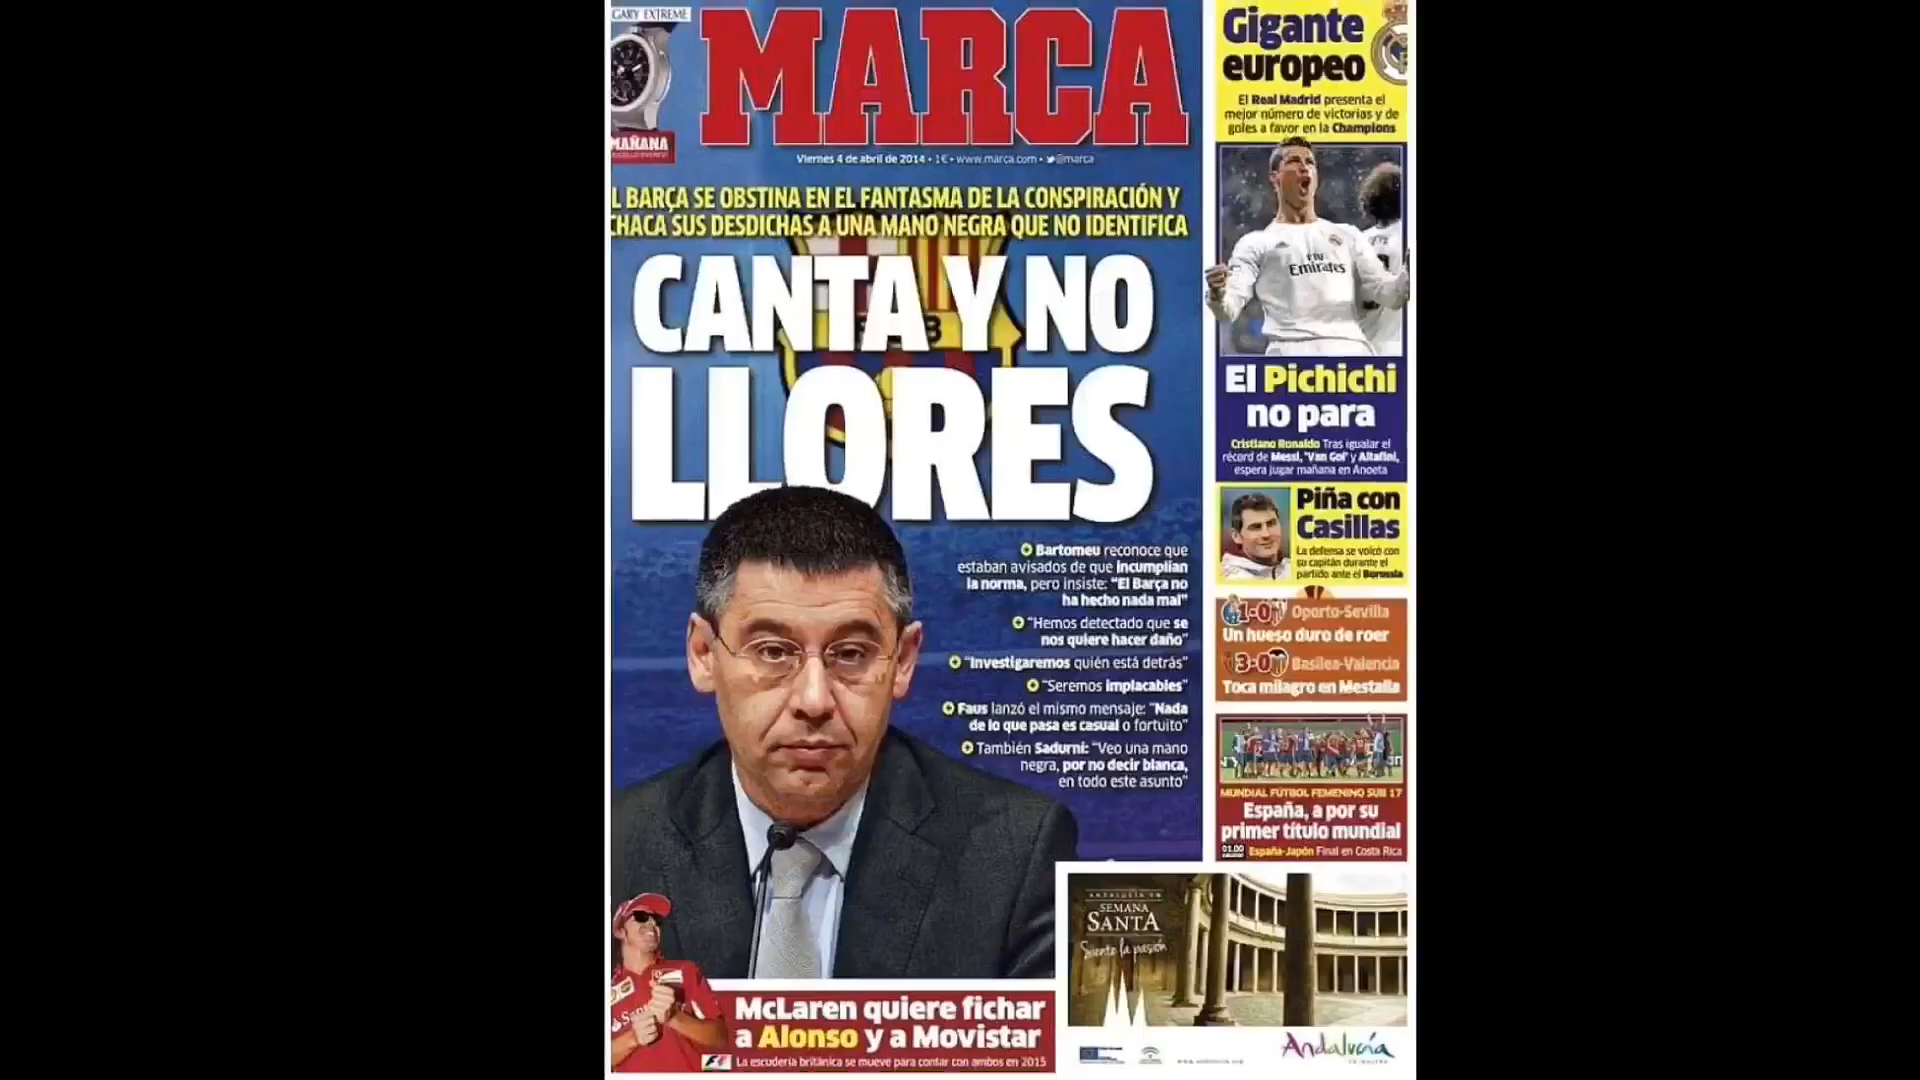 GARY EXTREME
MAÑANA
MARCA
Viernes 4 de abril de 2014 • 1€ • www.marca.com • @marca
L BARÇA SE OBSTINA EN EL FANTASMA DE LA CONSPIRACIÓN Y
CHACA SUS DESDICHAS A UNA MANO NEGRA QUE NO IDENTIFICA
CANTA Y NO
LLORES
Bartomeu reconoce que
estaban avisados de que incumplían
la norma, pero insiste: "El Barça no
ha hecho nada mal"
"Hemos detectado que se
nos quiere hacer daño"
"Investigaremos quién está detrás"
"Seremos implacables"
Faus lanzó el mismo mensaje: "Nada
de lo que pasa es casual o fortuito"
También Sadurní: "Veo una mano
negra, por no decir blanca,
en todo este asunto"
McLaren quiere fichar
a Alonso y a Movistar
La escudería británica se mueve para contar con ambos en 2015
Gigante
europeo
El Real Madrid presenta el
mejor número de victorias y de
goles a favor en la Champions
Fly
Emirates
El Pichichi
no para
Cristiano Ronaldo Tras igualar el
récord de Messi, 'Van Gol' y Altafini,
espera jugar mañana en Anoeta
Piña con
Casillas
La defensa se volcó con
su capitán durante el
partido ante el Borussia
1-0 Oporto-Sevilla
Un hueso duro de roer
3-0 Basilea-Valencia
Toca milagro en Mestalla
MUNDIAL FÚTBOL FEMENINO SUB 17
España, a por su
primer título mundial
01.00 España-Japón Final en Costa Rica
ANDALUCÍA EN
SEMANA
SANTA
Siente la pasión
Andalucía